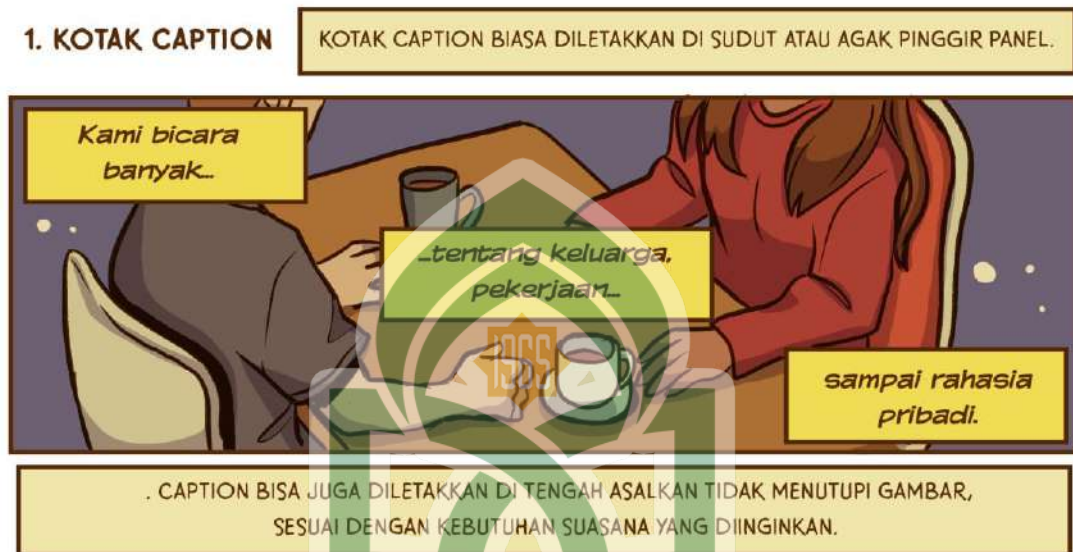 1. KOTAK CAPTION
KOTAK CAPTION BIASA DILETAKKAN DI SUDUT ATAU AGAK PINGGIR PANEL.
Kami bicara
banyak...
...tentang keluarga,
pekerjaan...
1965
sampai rahasia
pribadi.
. CAPTION BISA JUGA DILETAKKAN DI TENGAH ASALKAN TIDAK MENUTUPI GAMBAR,
SESUAI DENGAN KEBUTUHAN SUASANA YANG DIINGINKAN.